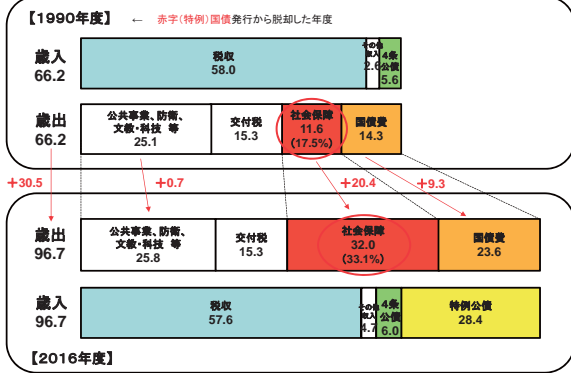 【1990年度】 ← 赤字(特例)国債発行から脱却した年度
歳入
66.2
税収
58.0
その他
収入
2.6
4条
公債
5.6
歳出
66.2
公共事業、防衛、
文教・科技 等
25.1
交付税
15.3
社会保障
11.6
(17.5%)
国債費
14.3
+30.5
+0.7
+20.4
+9.3
歳出
96.7
公共事業、防衛、
文教・科技 等
25.8
交付税
15.3
社会保障
32.0
(33.1%)
国債費
23.6
歳入
96.7
税収
57.6
その他
収入
4.7
4条
公債
6.0
特例公債
28.4
【2016年度】